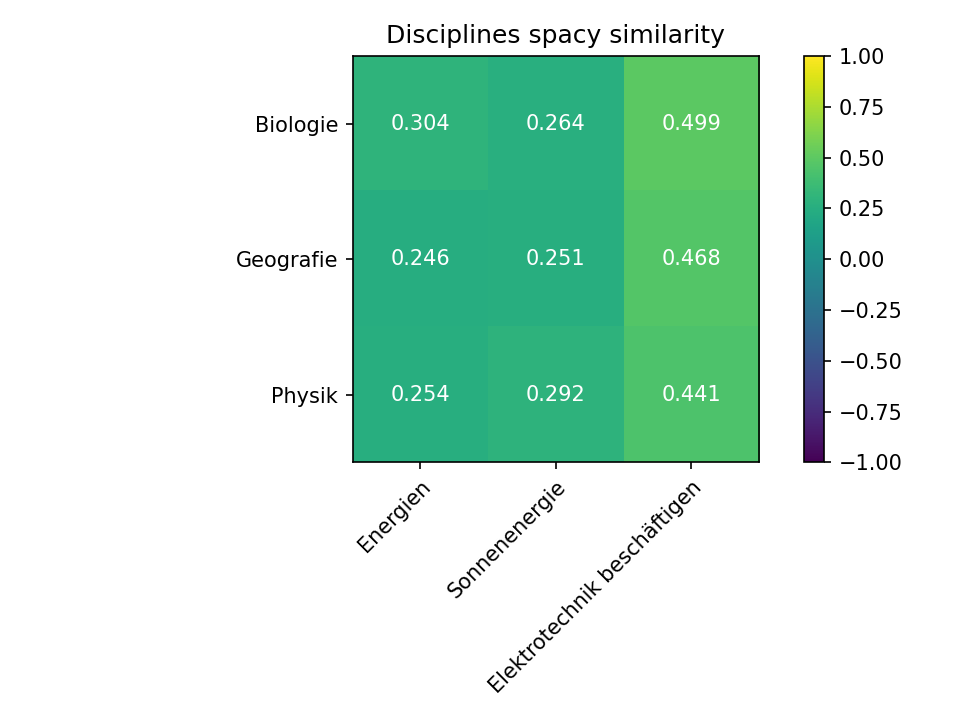 Disciplines spacy similarity
Biologie 0.304 0.264 0.499
Geografie 0.246 0.251 0.468
Physik 0.254 0.292 0.441
Energien
Sonnenenergie
Elektrotechnik beschäftigen
1.00
0.75
0.50
0.25
0.00
−0.25
−0.50
−0.75
−1.00